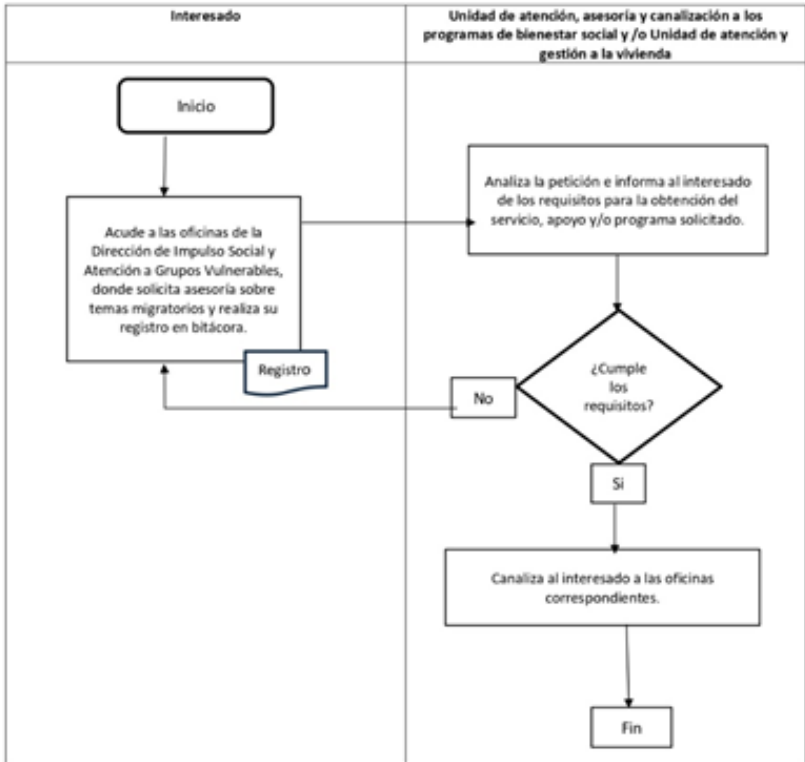 Interesado
Unidad de atención, asesoría y canalización a los
programas de bienestar social y /o Unidad de atención y
gestión a la vivienda
Inicio
Acude a las oficinas de la
Dirección de Impulso Social y
Atención a Grupos Vulnerables,
donde solicita asesoría sobre
temas migratorios y realiza su
registro en bitácora.
Registro
Analiza la petición e informa al interesado
de los requisitos para la obtención del
servicio, apoyo y/o programa solicitado.
¿Cumple
los
requisitos?
No
Si
Canaliza al interesado a las oficinas
correspondientes.
Fin